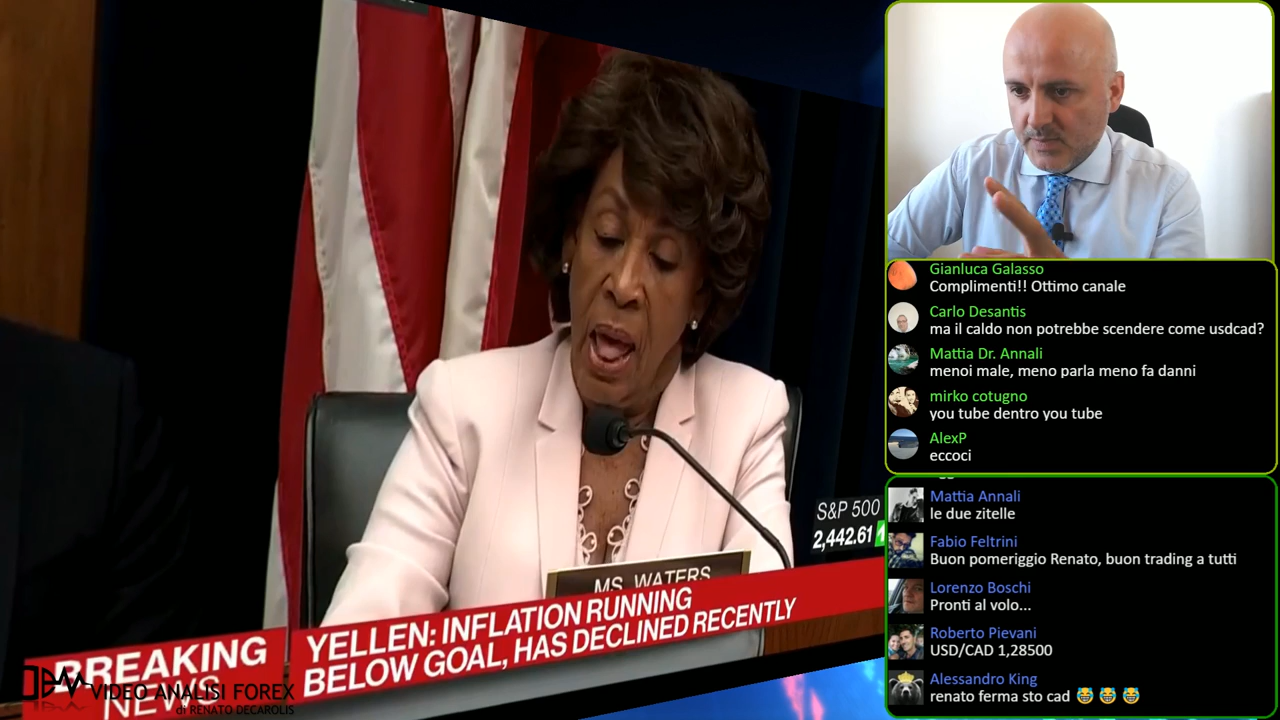 MS. WATERS
S&P 500
2,442.61
BREAKING
NEWS
YELLEN: INFLATION RUNNING
BELOW GOAL, HAS DECLINED RECENTLY
VIDEO ANALISI FOREX
di RENATO DECAROLIS
Gianluca Galasso
Complimenti!! Ottimo canale
Carlo Desantis
ma il caldo non potrebbe scendere come usdcad?
Mattia Dr. Annali
menoi male, meno parla meno fa danni
mirko cotugno
you tube dentro you tube
AlexP
eccoci
Mattia Annali
le due zitelle
Fabio Feltrini
Buon pomeriggio Renato, buon trading a tutti
Lorenzo Boschi
Pronti al volo...
Roberto Pievani
USD/CAD 1,28500
Alessandro King
renato ferma sto cad 😹 😹 😹